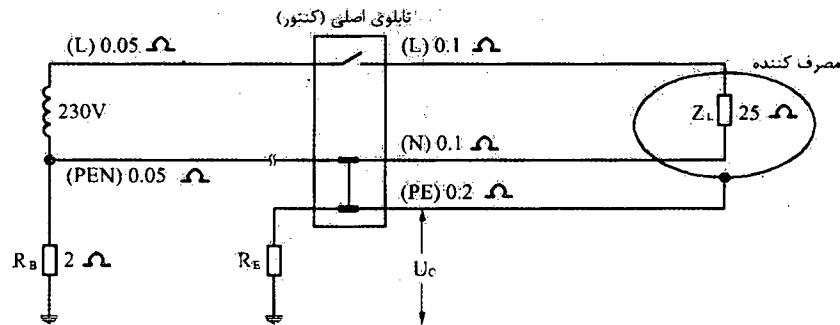 تابلوی اصلی (کنتور)
(L) 0.05 Ω
(L) 0.1 Ω
مصرف کننده
230V
Z_L 25 Ω
(N) 0.1 Ω
(PEN) 0.05 Ω
(PE) 0.2 Ω
R_B 2 Ω
R_E
U_C